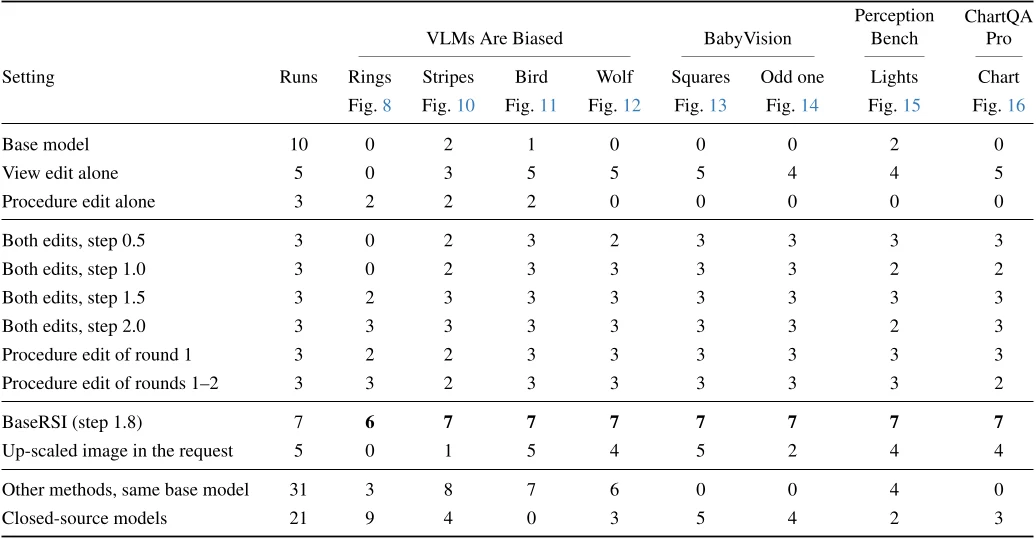 Perception ChartQA
VLMs Are Biased BabyVision Bench Pro
Setting Runs Rings Stripes Bird Wolf Squares Odd one Lights Chart
Fig. 8 Fig. 10 Fig. 11 Fig. 12 Fig. 13 Fig. 14 Fig. 15 Fig. 16
Base model 10 0 2 1 0 0 0 2 0
View edit alone 5 0 3 5 5 5 4 4 5
Procedure edit alone 3 2 2 2 0 0 0 0 0
Both edits, step 0.5 3 0 2 3 2 3 3 3 3
Both edits, step 1.0 3 0 2 3 3 3 3 2 2
Both edits, step 1.5 3 2 3 3 3 3 3 3 3
Both edits, step 2.0 3 3 3 3 3 3 3 2 3
Procedure edit of round 1 3 2 2 3 3 3 3 3 3
Procedure edit of rounds 1–2 3 3 2 3 3 3 3 3 2
BaseRSI (step 1.8) 7 6 7 7 7 7 7 7 7
Up-scaled image in the request 5 0 1 5 4 5 2 4 4
Other methods, same base model 31 3 8 7 6 0 0 4 0
Closed-source models 21 9 4 0 3 5 4 2 3